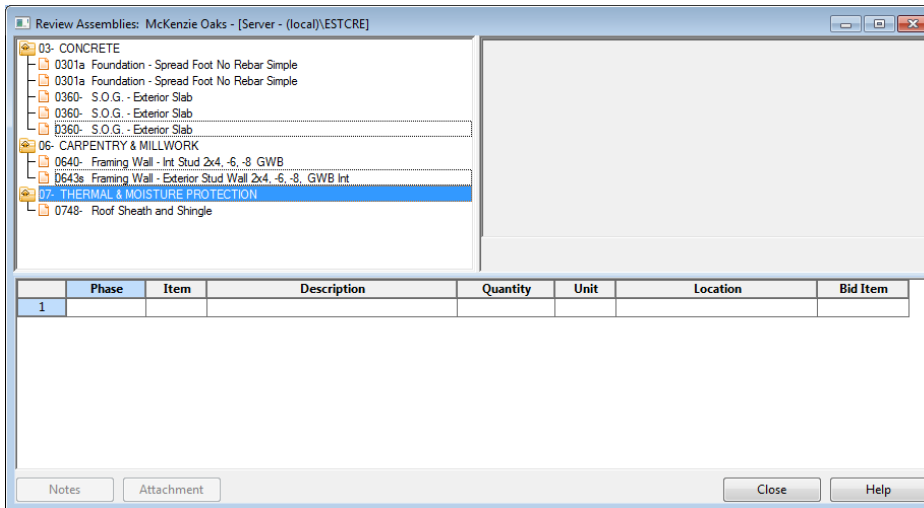 Review Assemblies: McKenzie Oaks - [Server - (local)\ESTCRE]
03- CONCRETE
0301a Foundation - Spread Foot No Rebar Simple
0301a Foundation - Spread Foot No Rebar Simple
0360- S.O.G. - Exterior Slab
0360- S.O.G. - Exterior Slab
0360- S.O.G. - Exterior Slab
06- CARPENTRY & MILLWORK
0640- Framing Wall - Int Stud 2x4, -6, -8 GWB
0643s Framing Wall - Exterior Stud Wall 2x4, -6, -8, GWB Int
07- THERMAL & MOISTURE PROTECTION
0748- Roof Sheath and Shingle
Phase Item Description Quantity Unit Location Bid Item
1
Notes Attachment Close Help